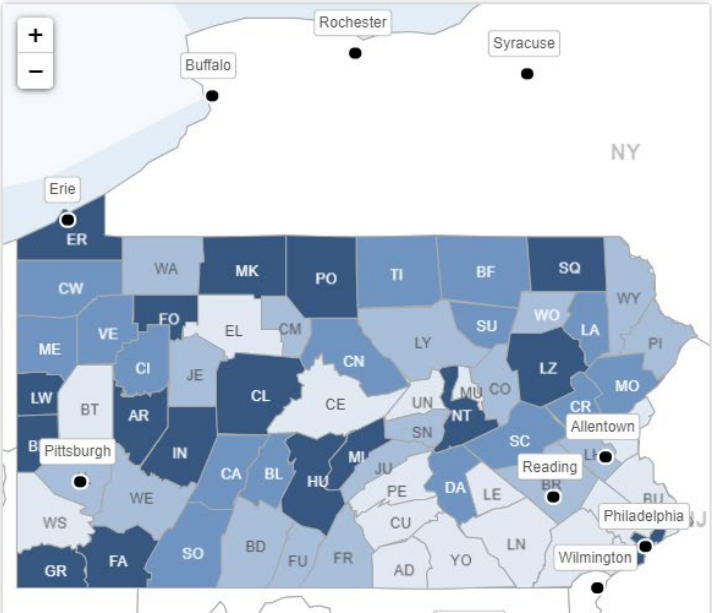 +
−
Rochester
Syracuse
Buffalo
NY
Erie
ER
WA
MK
PO
TI
BF
SQ
WY
CW
FO
EL
CM
WO
LA
VE
SU
PI
ME
CN
LY
CI
JE
LZ
MO
LW
BT
AR
CL
CE
UN
MU
CO
CR
NT
SC
Allentown
SN
IN
Pittsburgh
CA
BL
HU
JU
DA
Reading
WE
PE
LE
BR
BU
WS
CU
Philadelphia
SO
BD
FU
FR
YO
LN
Wilmington
GR
FA
AD